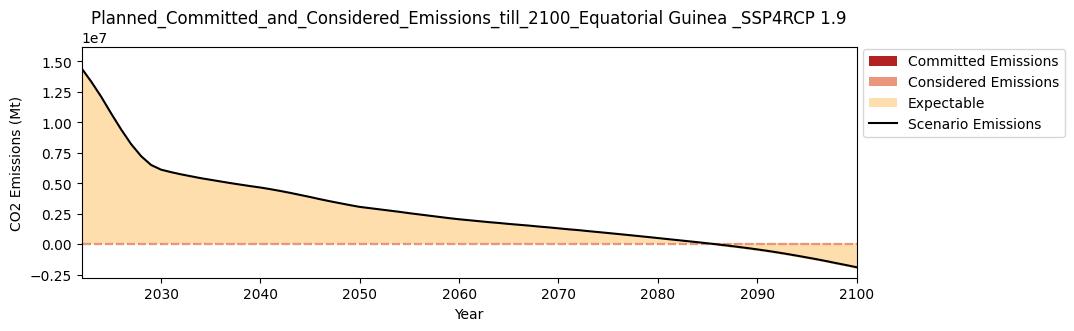 Planned_Committed_and_Considered_Emissions_till_2100_Equatorial Guinea _SSP4RCP 1.9
1e7
1.50
1.25
1.00
0.75
0.50
0.25
0.00
−0.25
CO2 Emissions (Mt)
2030 2040 2050 2060 2070 2080 2090 2100
Year
Committed Emissions
Considered Emissions
Expectable
Scenario Emissions